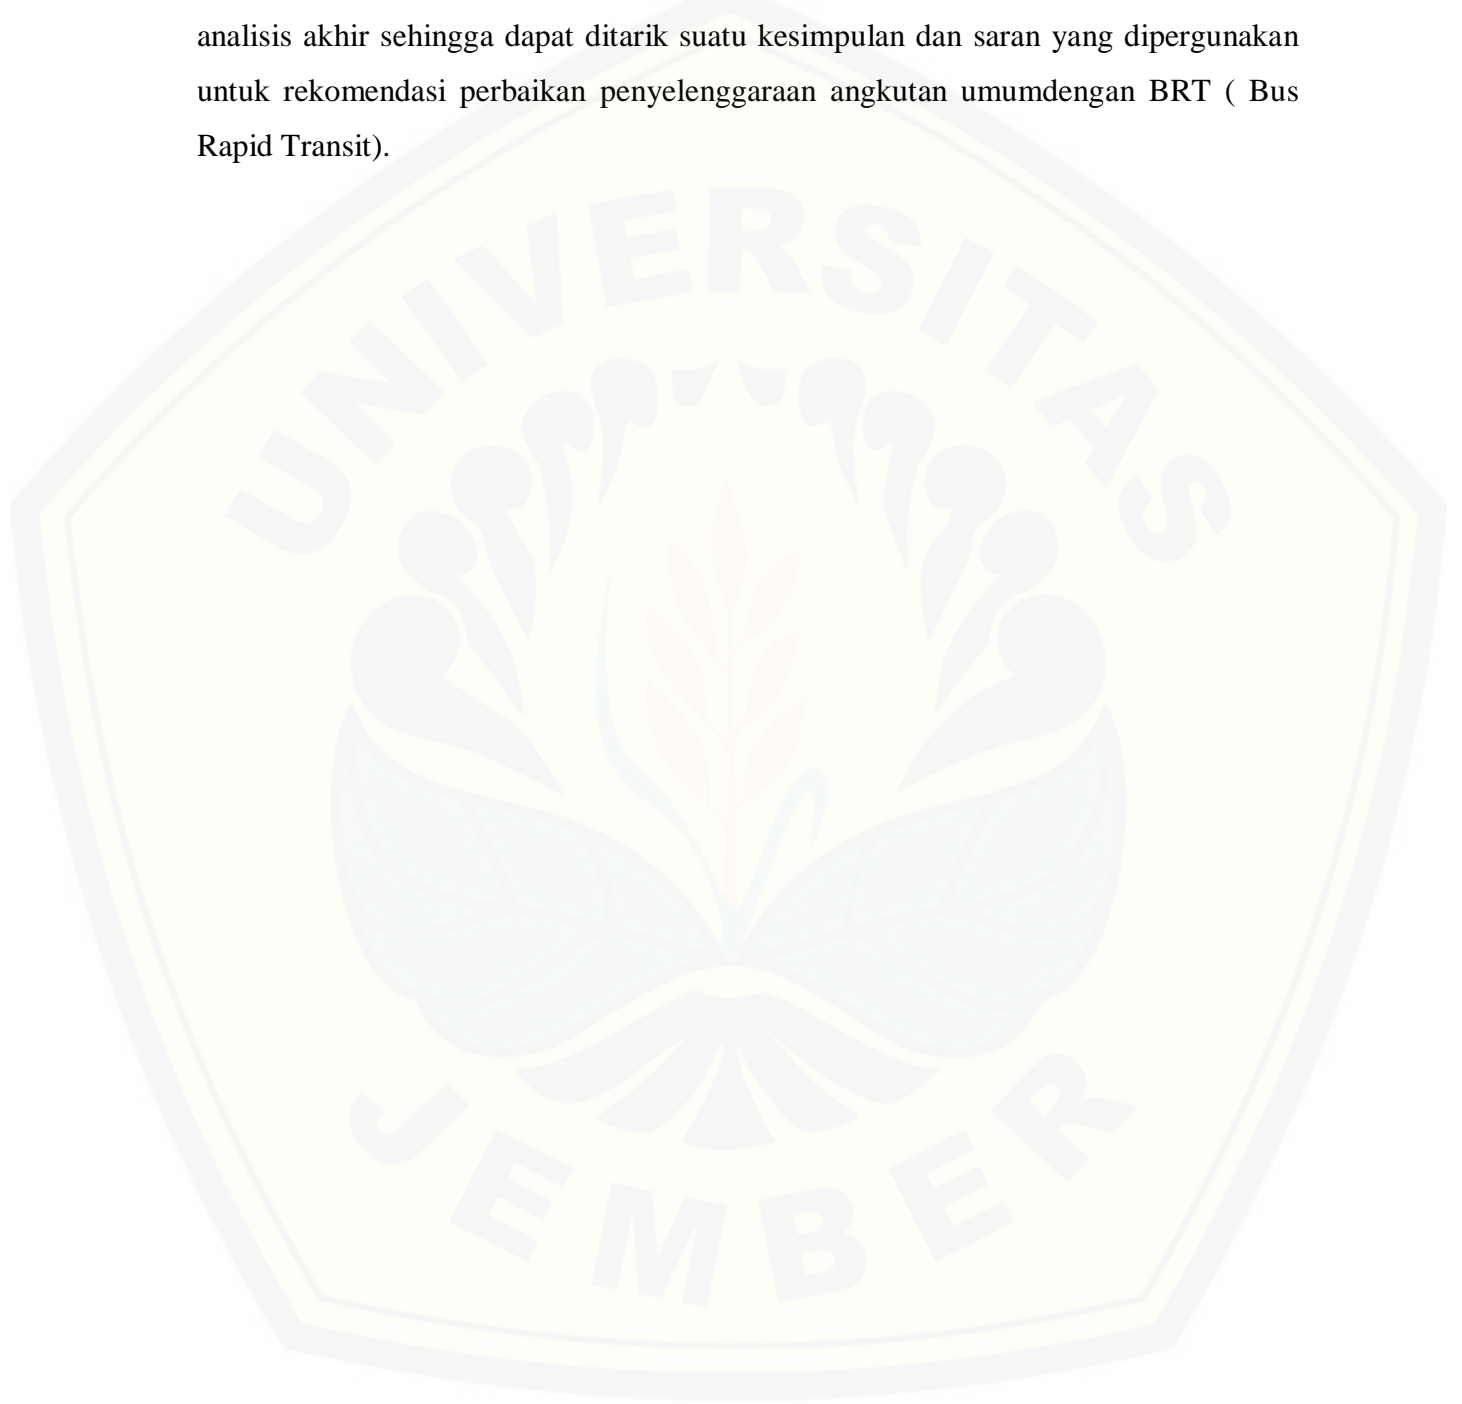 analisis akhir sehingga dapat ditarik suatu kesimpulan dan saran yang dipergunakan
untuk rekomendasi perbaikan penyelenggaraan angkutan umumdengan BRT ( Bus
Rapid Transit).
UNIVERSITAS
JEMBER